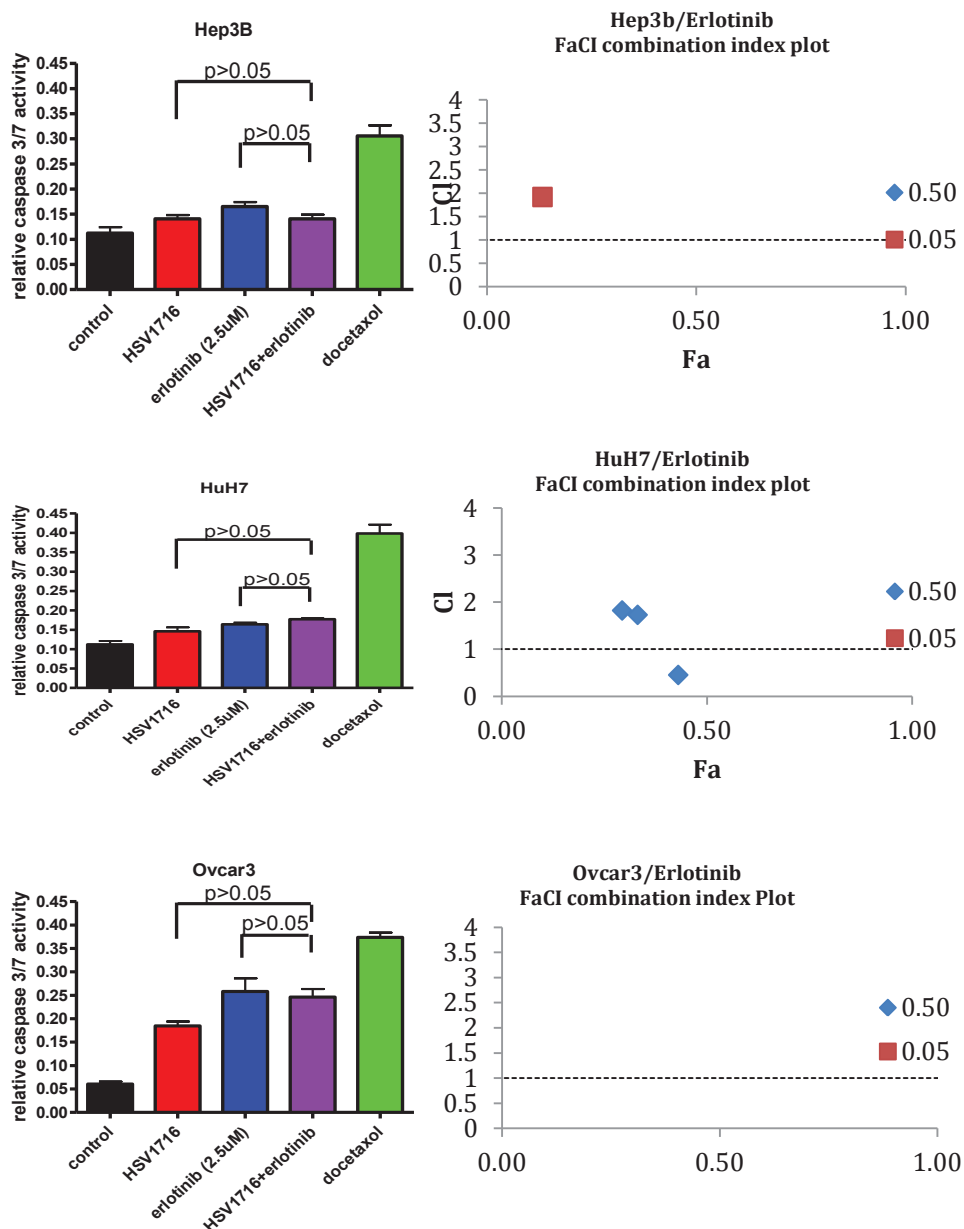 Hep3B
p>0.05
p>0.05
relative caspase 3/7 activity
0.45
0.40
0.35
0.30
0.25
0.20
0.15
0.10
0.05
0.00
control
HSV1716
erlotinib (2.5uM)
HSV1716+erlotinib
docetaxol
Hep3b/Erlotinib
FaCI combination index plot
CI
4
3.5
3
2.5
2
1.5
1
0.5
0
0.00
0.50
1.00
Fa
0.50
0.05
HuH7
p>0.05
p>0.05
relative caspase 3/7 activity
0.45
0.40
0.35
0.30
0.25
0.20
0.15
0.10
0.05
0.00
control
HSV1716
erlotinib (2.5uM)
HSV1716+erlotinib
docetaxol
HuH7/Erlotinib
FaCI combination index plot
CI
4
3
2
1
0
0.00
0.50
1.00
Fa
0.50
0.05
Ovcar3
p>0.05
p>0.05
relative caspase 3/7 activity
0.45
0.40
0.35
0.30
0.25
0.20
0.15
0.10
0.05
0.00
control
HSV1716
erlotinib (2.5uM)
HSV1716+erlotinib
docetaxol
Ovcar3/Erlotinib
FaCI combination index Plot
4
3.5
3
2.5
2
1.5
1
0.5
0
0.00
0.50
1.00
0.50
0.05